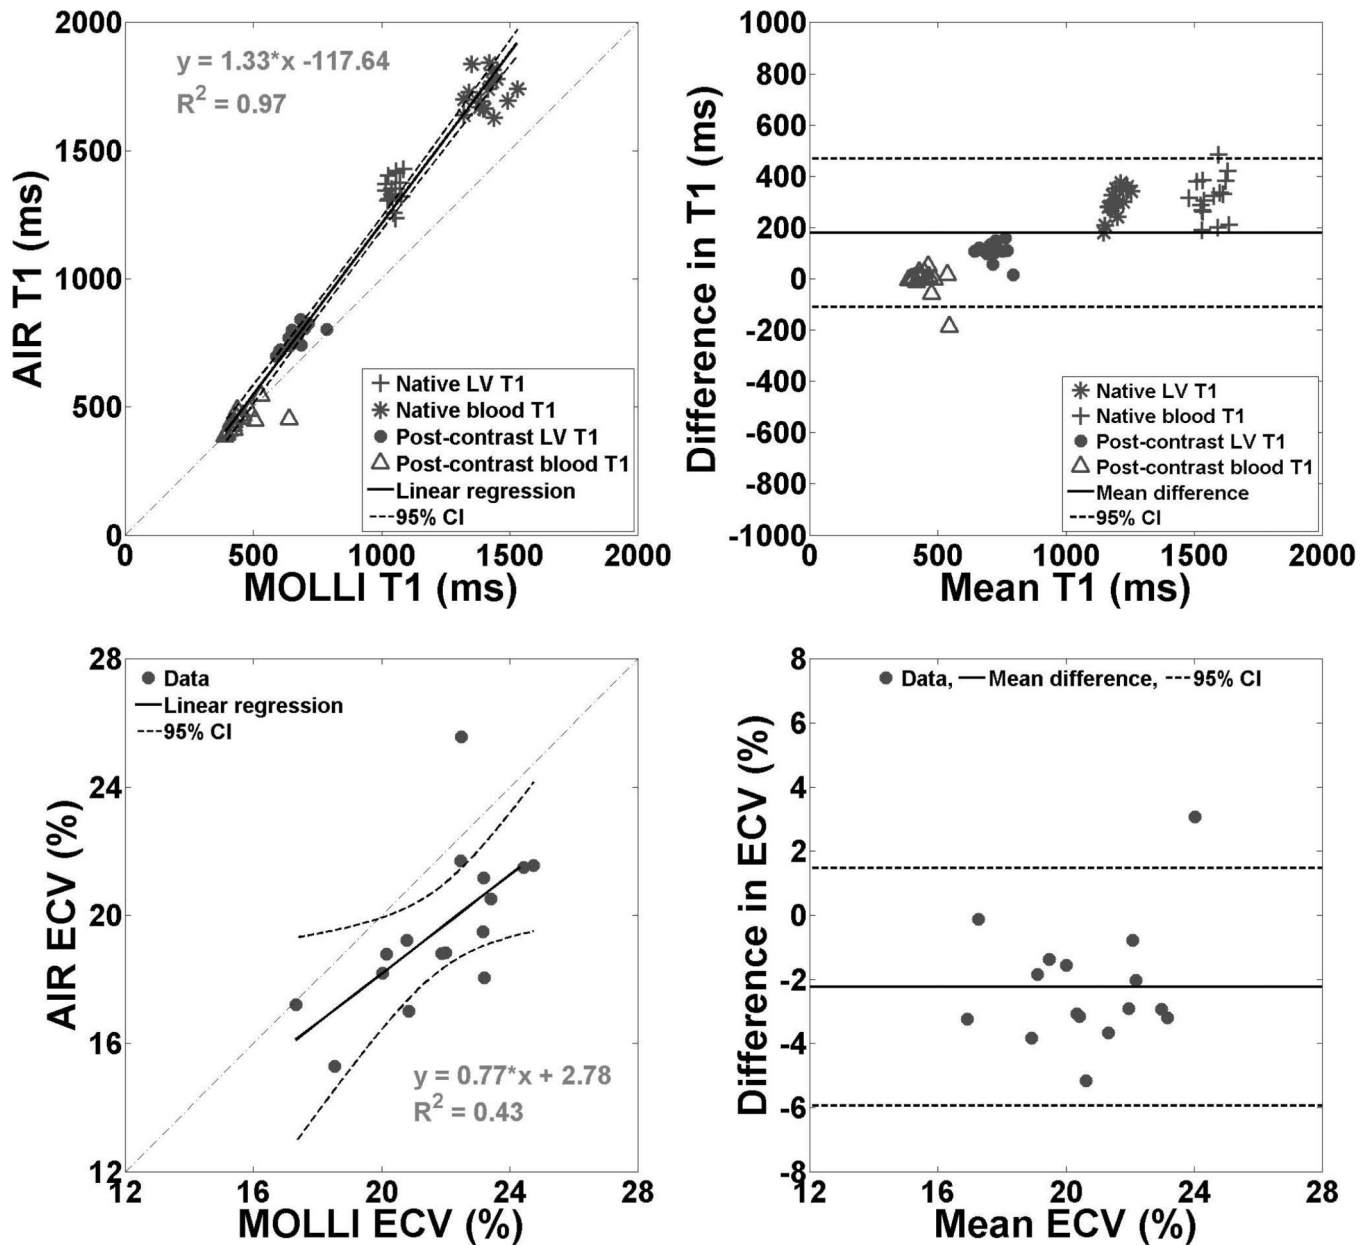 2000
1500
1000
500
0
AIR T1 (ms)
y = 1.33*x -117.64
R² = 0.97
Native LV T1
Native blood T1
Post-contrast LV T1
Post-contrast blood T1
Linear regression
95% CI
0 500 1000 1500 2000
MOLLI T1 (ms)
1000
800
600
400
200
0
-200
-400
-600
-800
-1000
Difference in T1 (ms)
Native LV T1
Native blood T1
Post-contrast LV T1
Post-contrast blood T1
Mean difference
95% CI
0 500 1000 1500 2000
Mean T1 (ms)
28
24
20
16
12
AIR ECV (%)
Data
Linear regression
95% CI
y = 0.77*x + 2.78
R² = 0.43
12 16 20 24 28
MOLLI ECV (%)
8
6
4
2
0
-2
-4
-6
-8
Difference in ECV (%)
Data, Mean difference, 95% CI
12 16 20 24 28
Mean ECV (%)